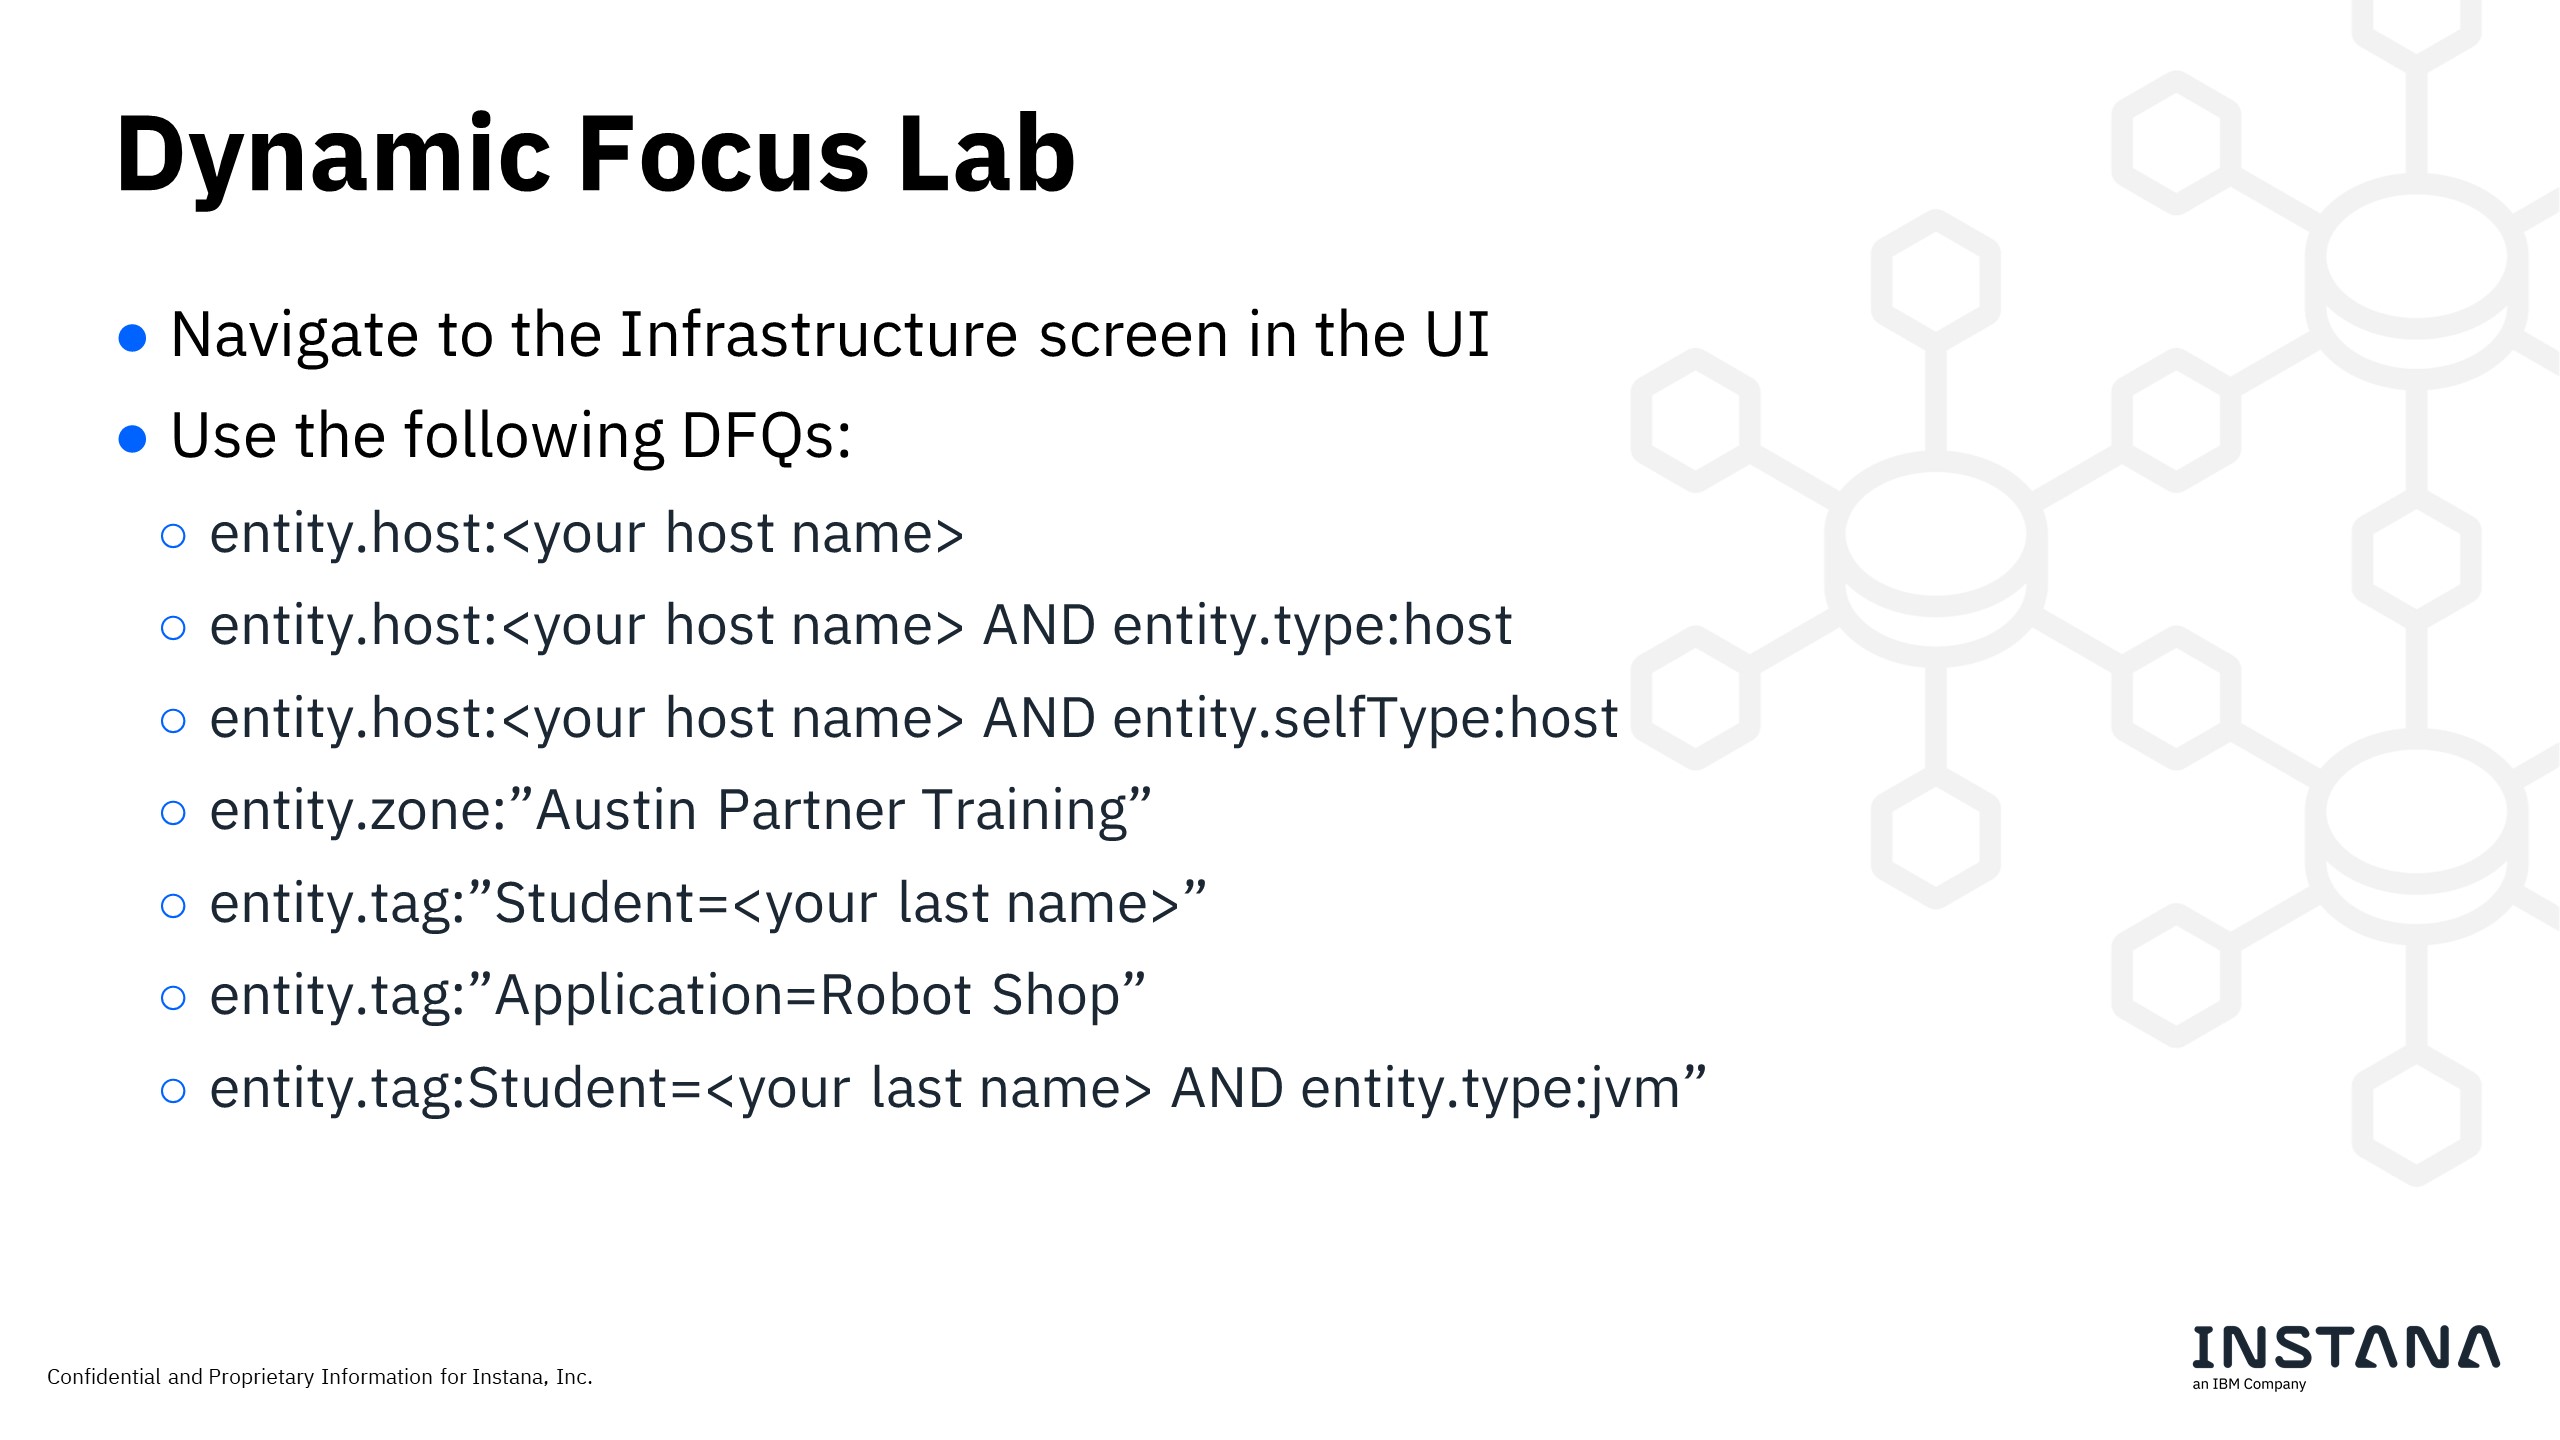 Dynamic Focus Lab
● Navigate to the Infrastructure screen in the UI
● Use the following DFQs:
○ entity.host:<your host name>
○ entity.host:<your host name> AND entity.type:host
○ entity.host:<your host name> AND entity.selfType:host
○ entity.zone:”Austin Partner Training”
○ entity.tag:”Student=<your last name>”
○ entity.tag:”Application=Robot Shop”
○ entity.tag:Student=<your last name> AND entity.type:jvm”
Confidential and Proprietary Information for Instana, Inc.
INSTANA
an IBM Company